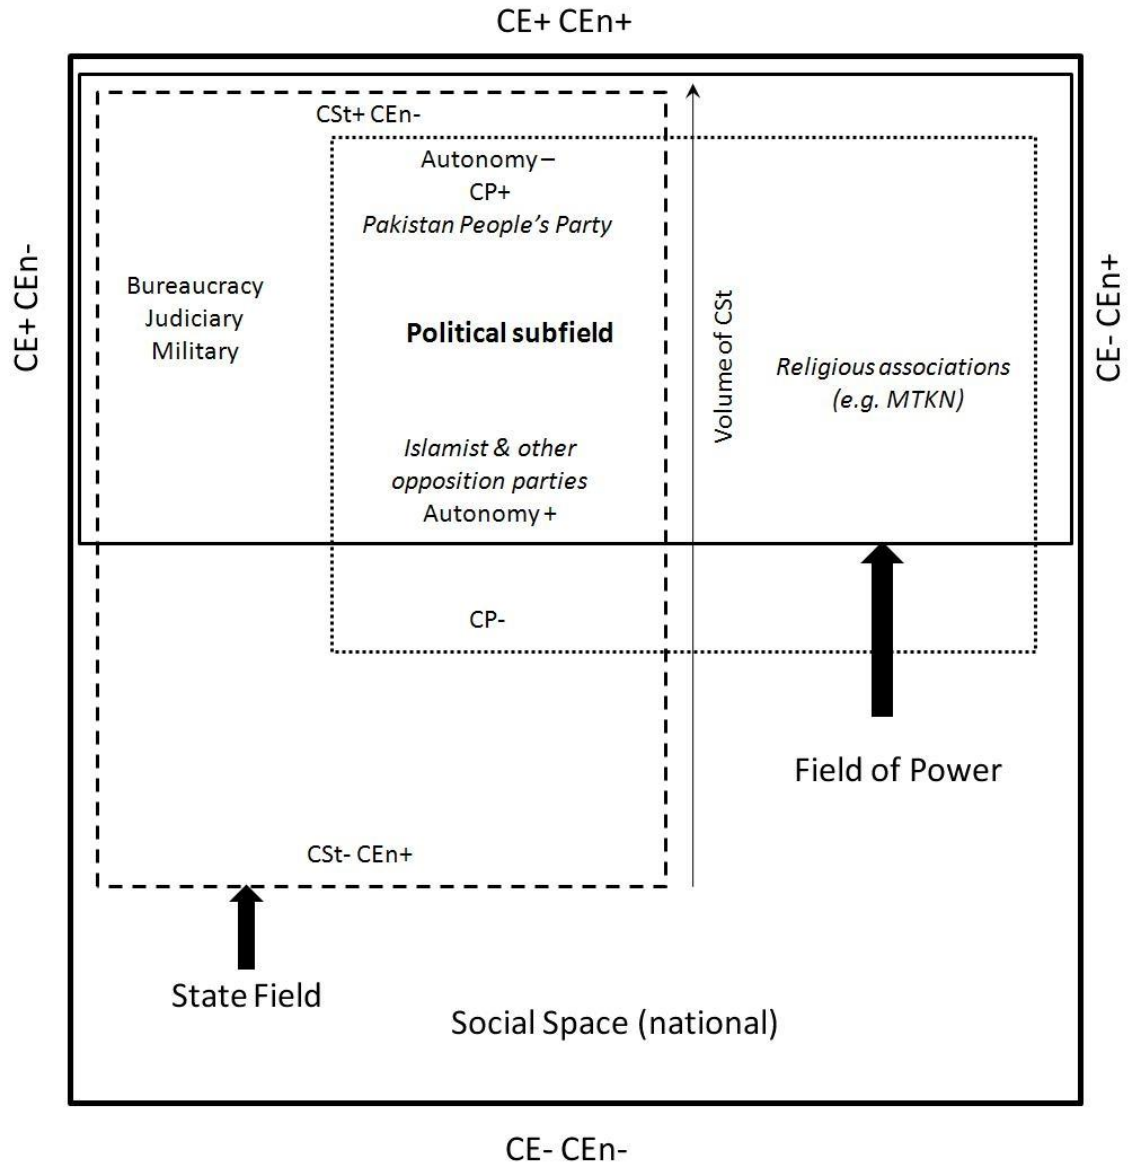 CE+ CEn+
CSt+ CEn-
Autonomy –
CP+
Pakistan People's Party
CE+ CEn-
Bureaucracy
Judiciary
Military
Political subfield
Volume of CSt
Religious associations
(e.g. MTKN)
CE- CEn+
Islamist & other
opposition parties
Autonomy +
CP-
Field of Power
CSt- CEn+
State Field
Social Space (national)
CE- CEn-